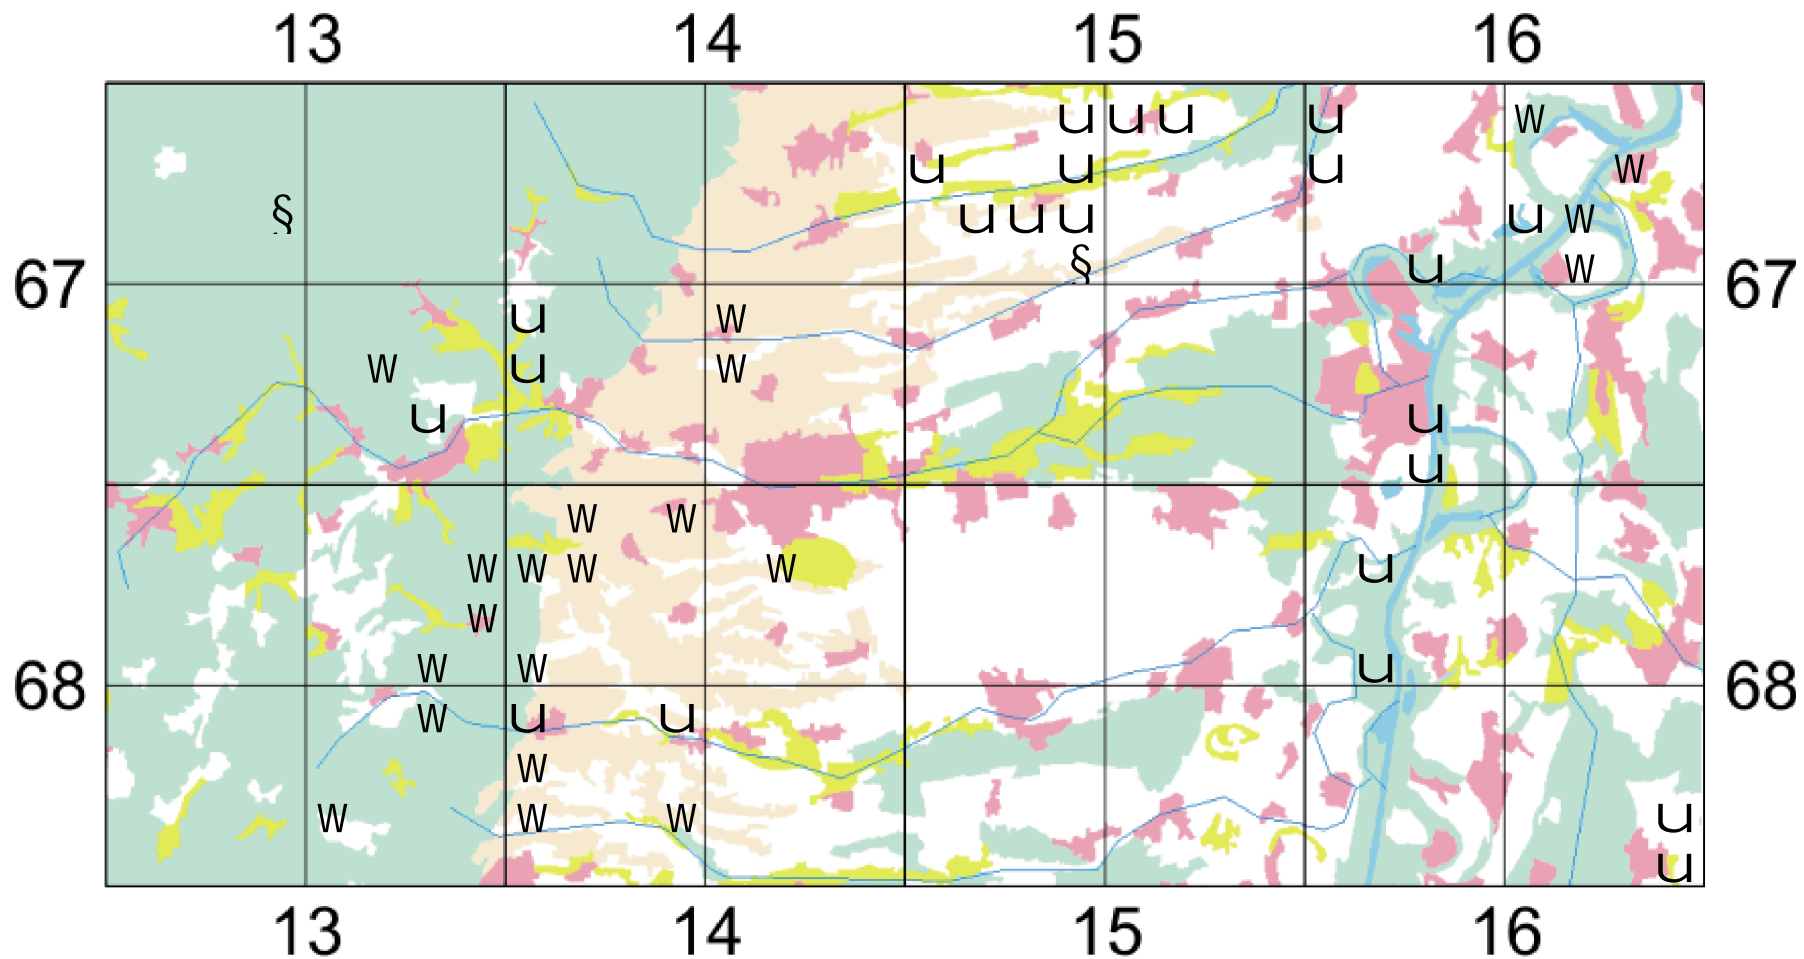 13 14 15 16
u u u u w
u u u w
§ u u u u w
§ u w
67 67
u w
w u w
u u
u
w w
w w w w u
w
w w u
68 68
w u u
w
w w w u
u
13 14 15 16